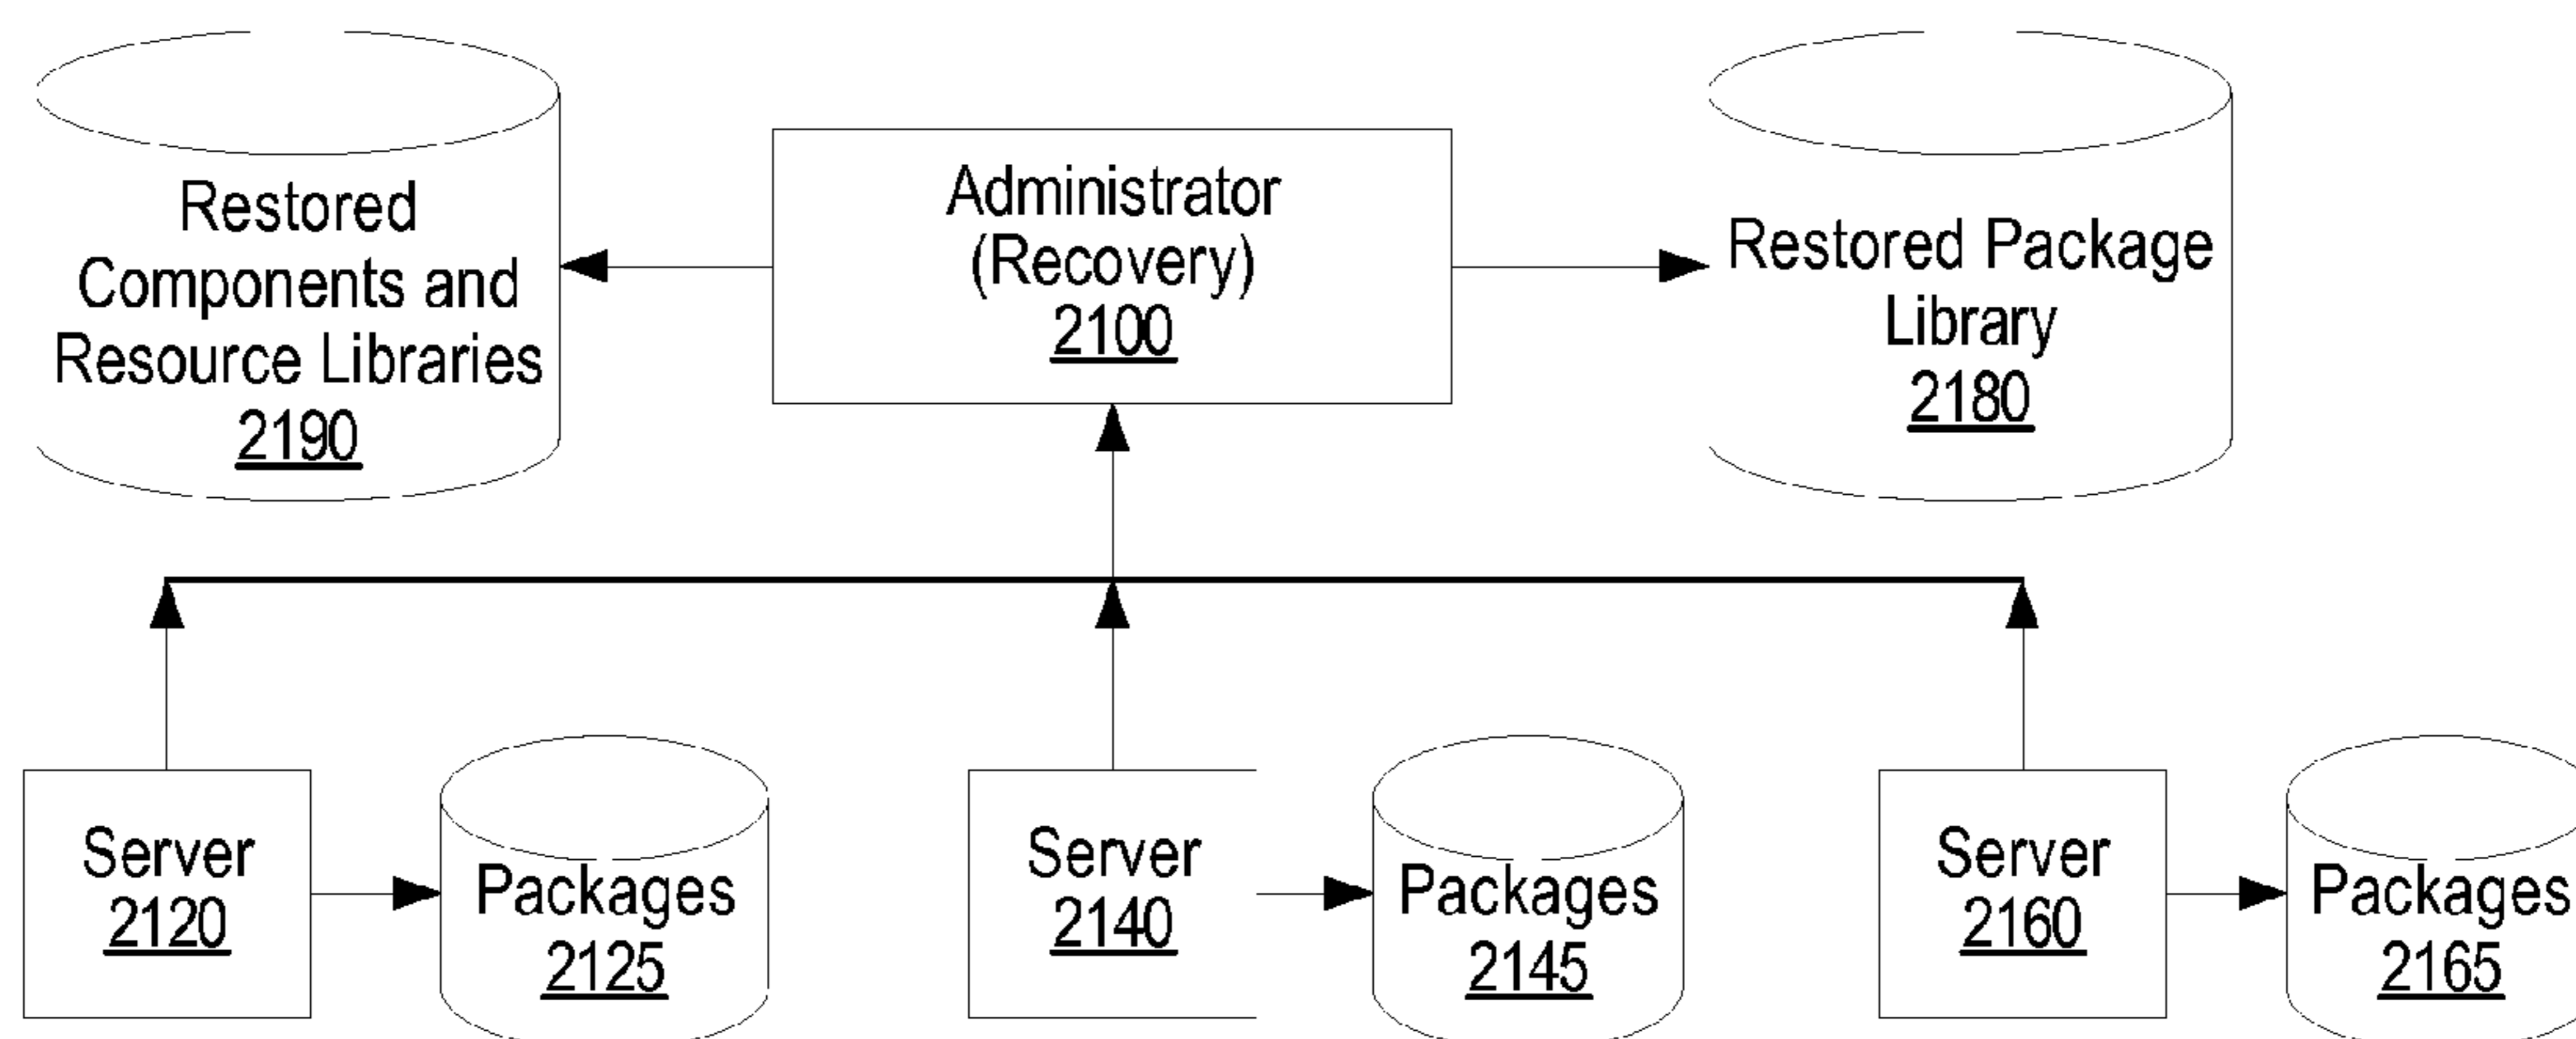 Restored
Components and
Resource Libraries
2190
Administrator
(Recovery)
2100
Restored Package
Library
2180
Server
2120
Packages
2125
Server
2140
Packages
2145
Server
2160
Packages
2165